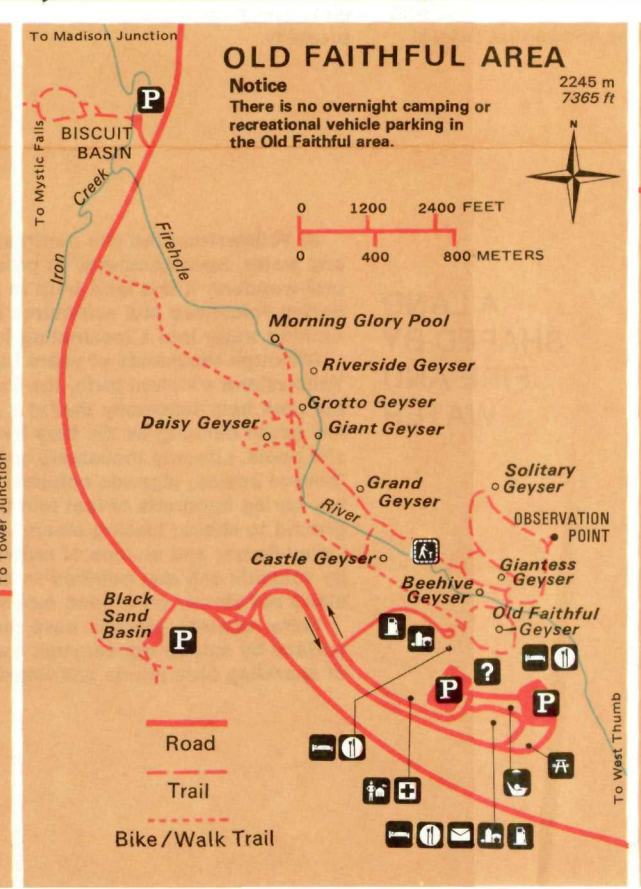 To Madison Junction
OLD FAITHFUL AREA
Notice
There is no overnight camping or
recreational vehicle parking in
the Old Faithful area.
2245 m
7365 ft
N
P
BISCUIT
BASIN
To Mystic Falls
Iron
Creek
Firehole
0 1200 2400 FEET
0 400 800 METERS
Morning Glory Pool
Riverside Geyser
Grotto Geyser
Daisy Geyser
Giant Geyser
Grand
Geyser
River
Solitary
Geyser
OBSERVATION
POINT
Castle Geyser
Giantess
Geyser
Beehive
Geyser
Old Faithful
Geyser
Black
Sand
Basin
P
?
P
P
Road
Trail
Bike/Walk Trail
To West Thumb
To Tower Junction